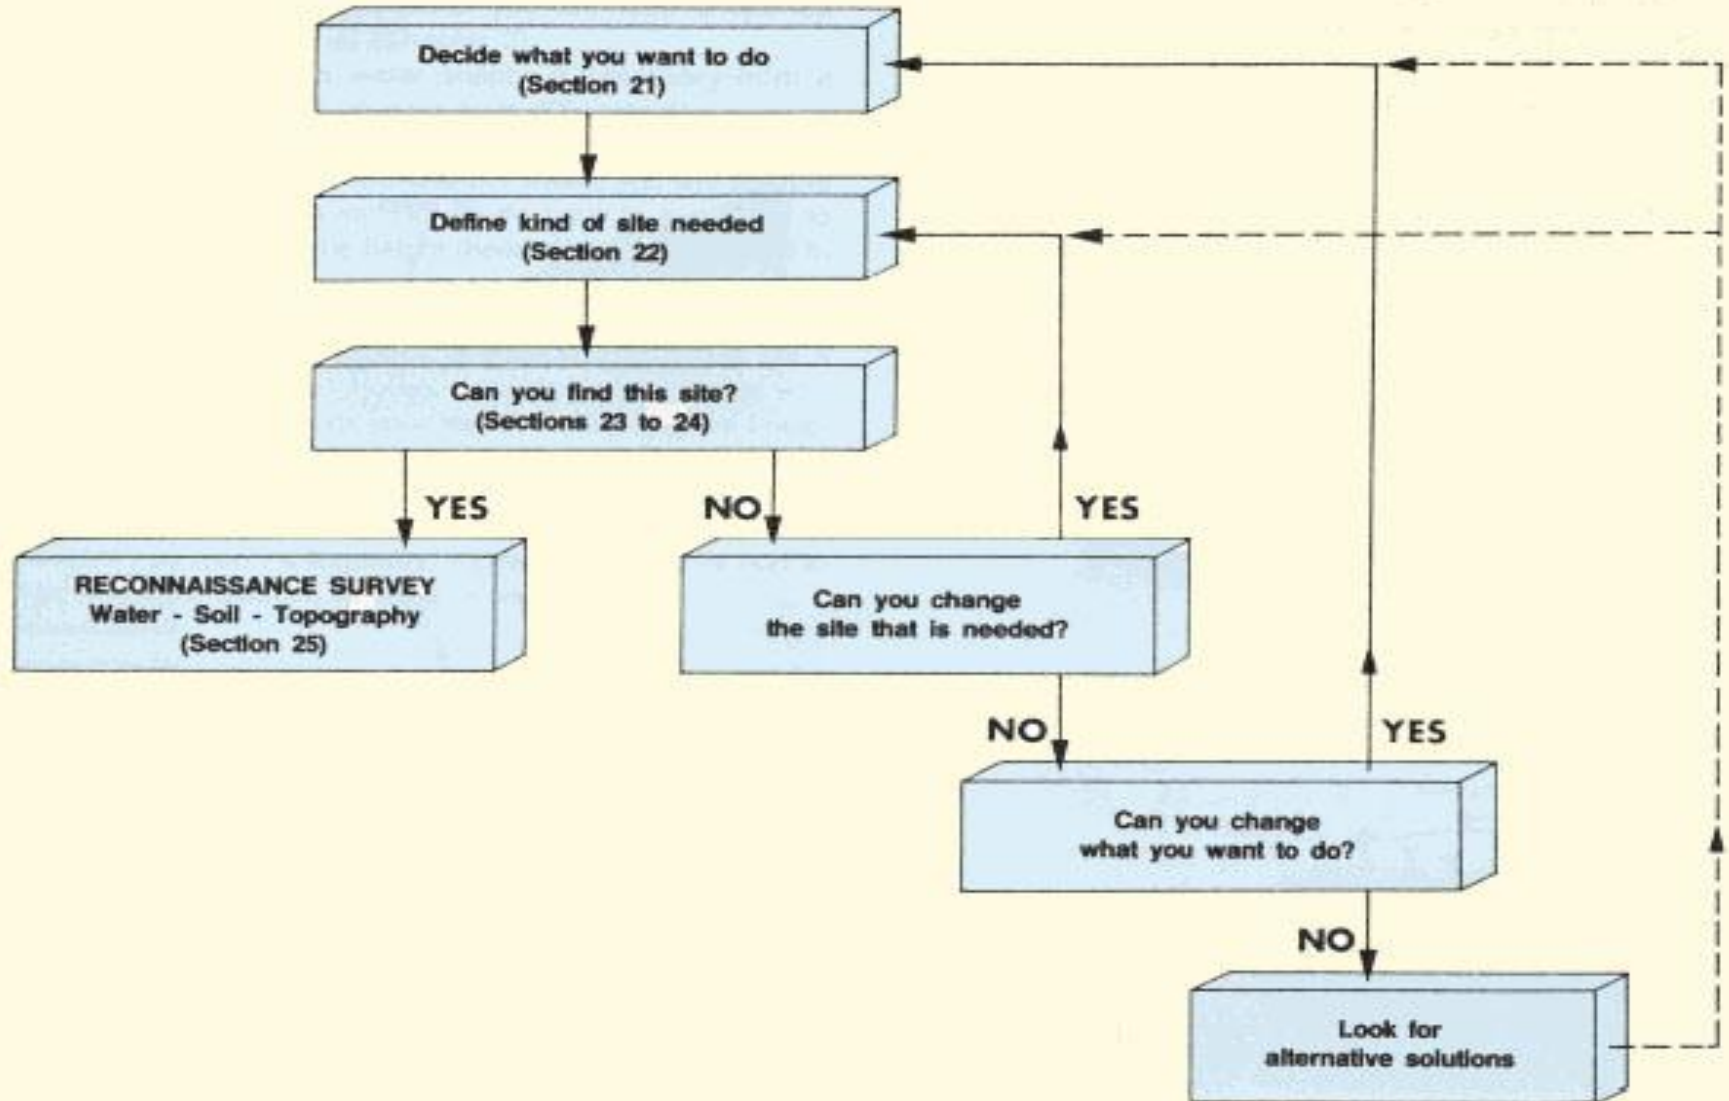 Decide what you want to do
(Section 21)
Define kind of site needed
(Section 22)
Can you find this site?
(Sections 23 to 24)
YES
NO
YES
RECONNAISSANCE SURVEY
Water - Soil - Topography
(Section 25)
Can you change
the site that is needed?
NO
YES
Can you change
what you want to do?
NO
Look for
alternative solutions